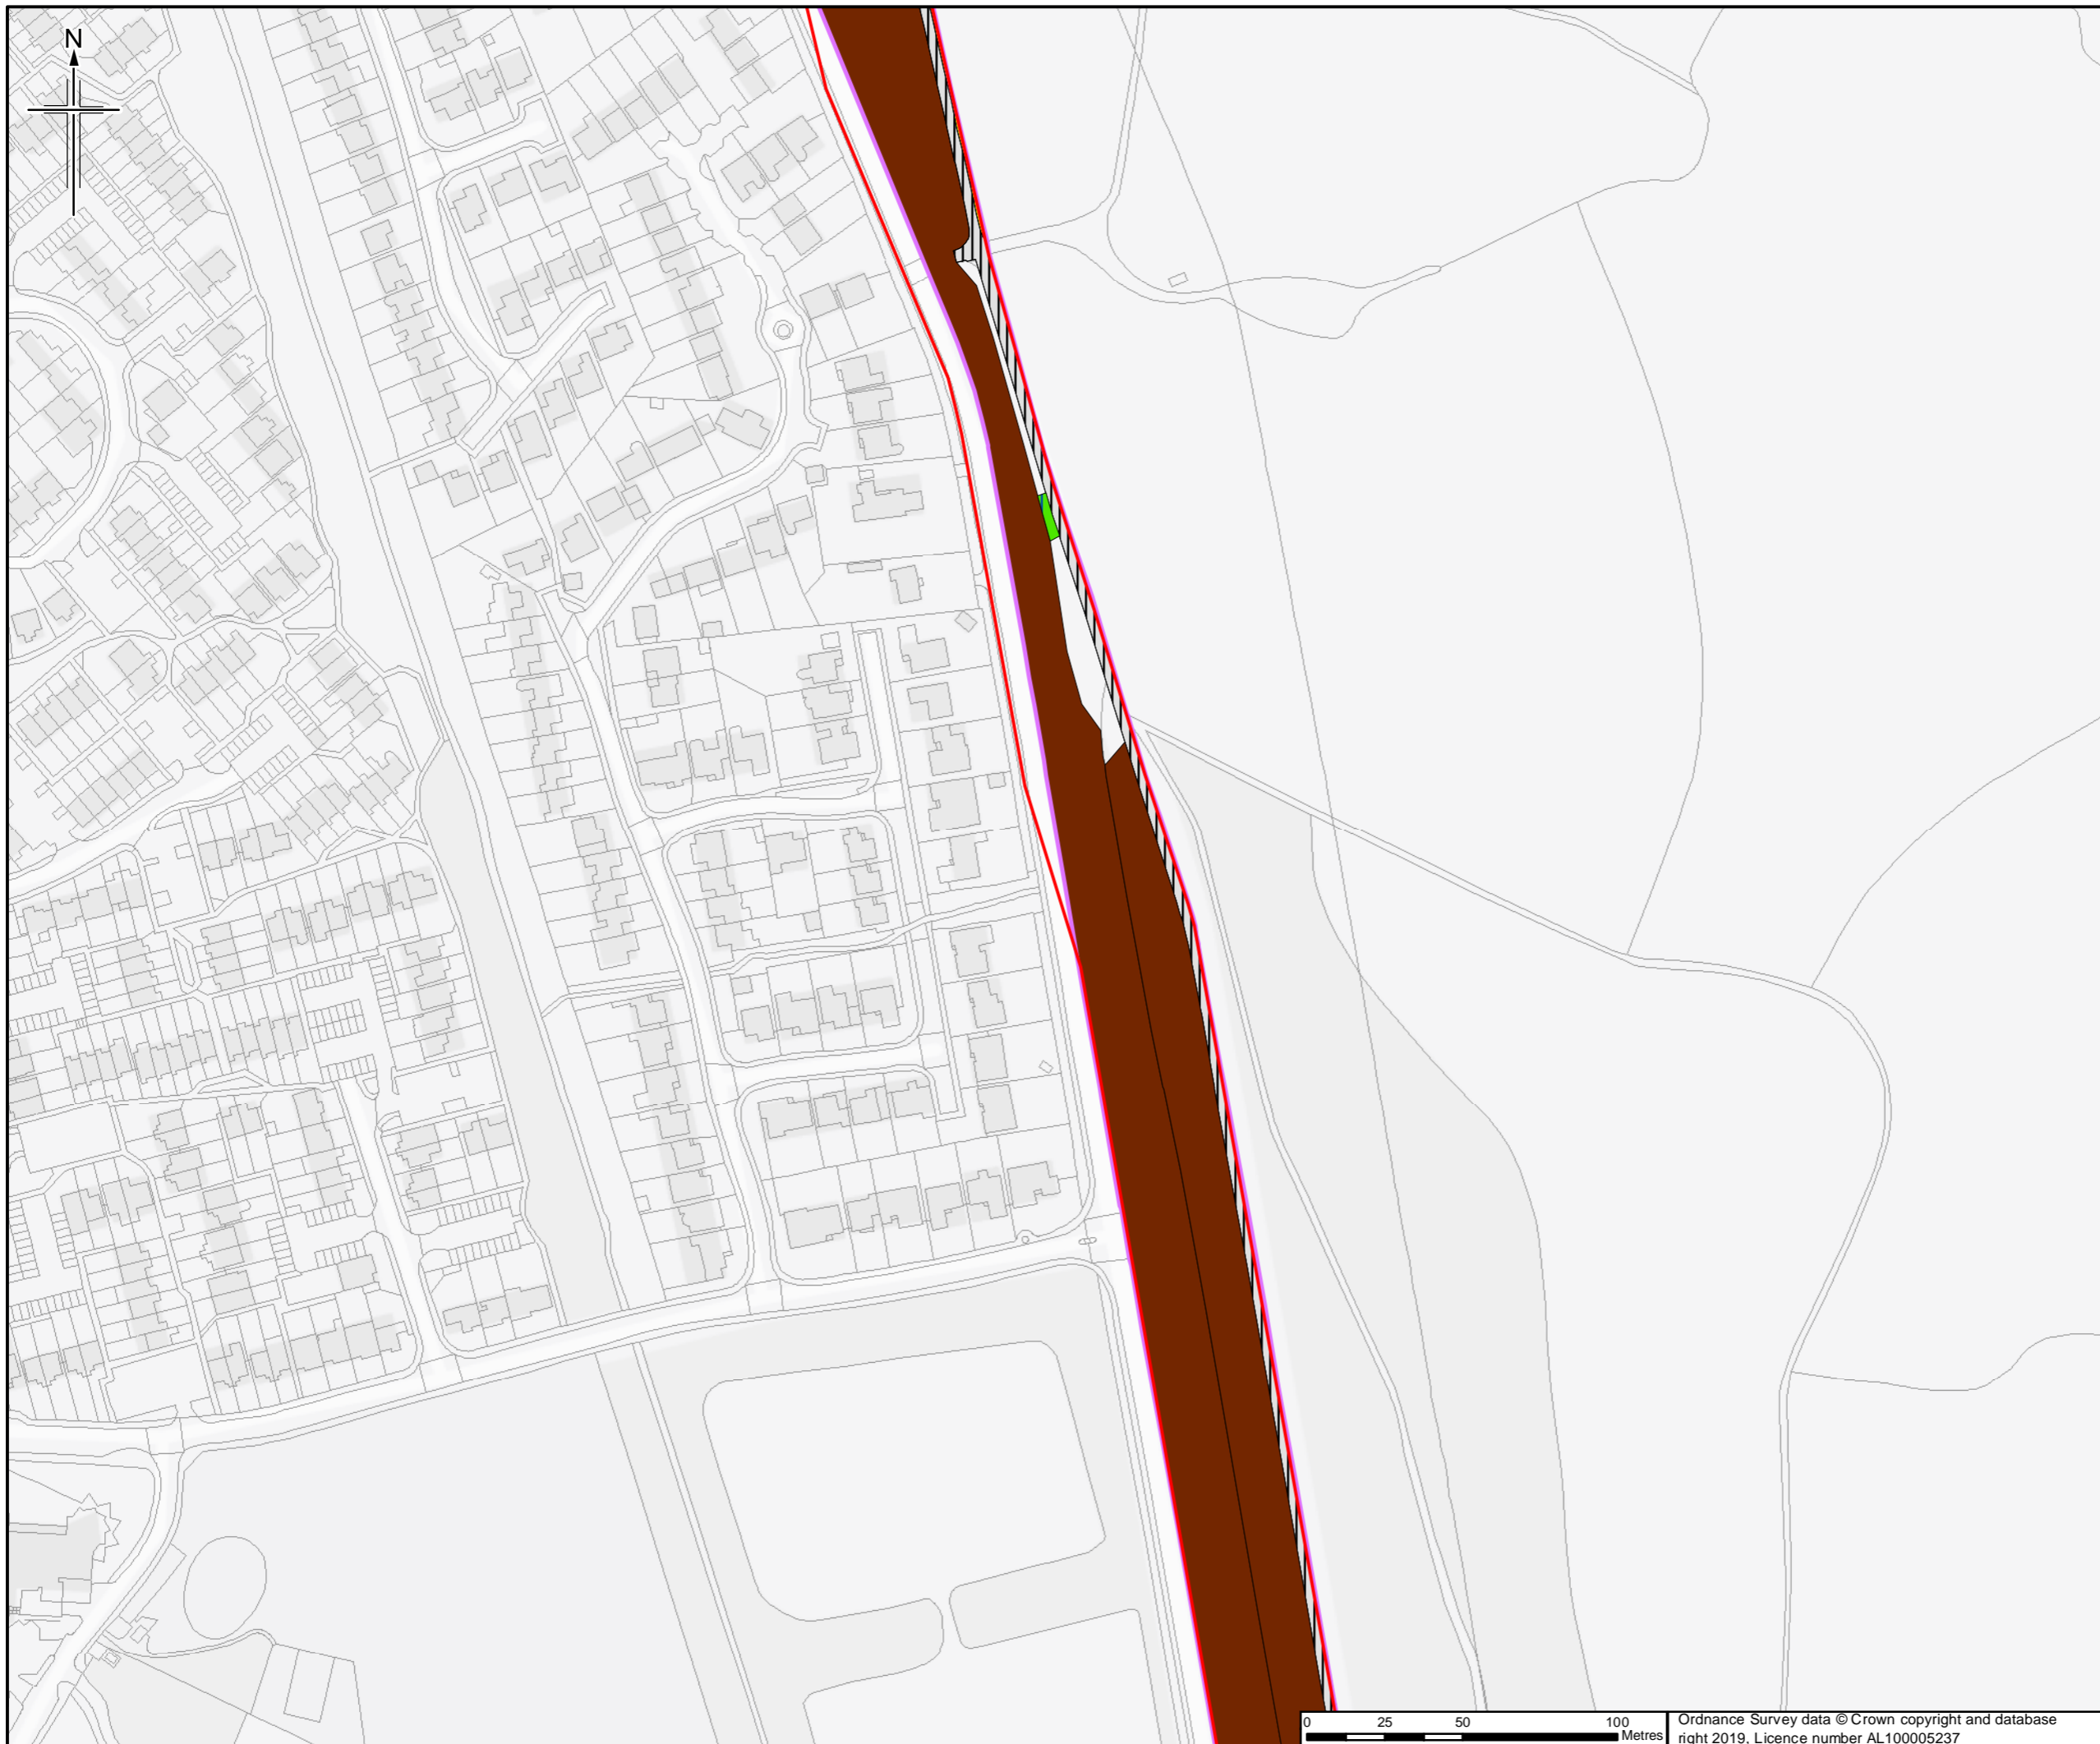 N
0 25 50 100
Metres
Ordnance Survey data © Crown copyright and database
right 2019. Licence number AL100005237